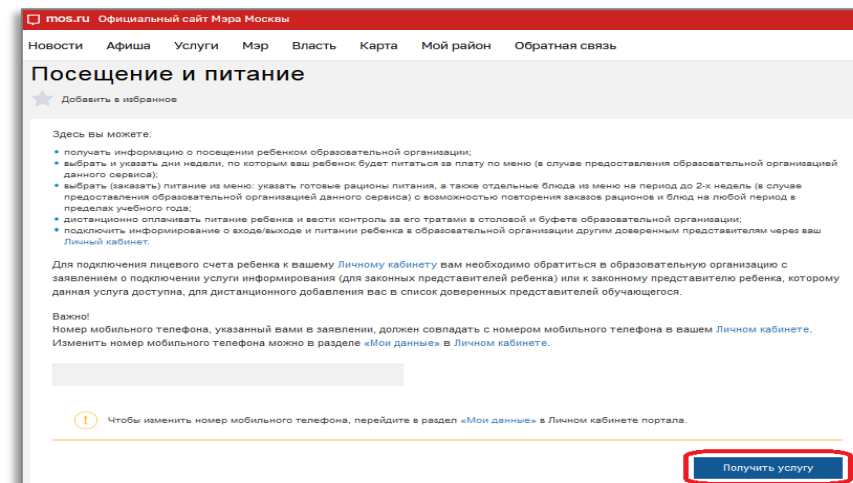 mos.ru Официальный сайт Мэра Москвы
Новости Афиша Услуги Мэр Власть Карта Мой район Обратная связь
Посещение и питание
Добавить в избранное
Здесь вы можете:
• получать информацию о посещении ребенком образовательной организации;
• выбрать и указать дни недели, по которым ваш ребенок будет питаться за плату по меню (в случае предоставления образовательной организацией
данного сервиса);
• выбрать (заказать) питание из меню: указать готовые рационы питания, а также отдельные блюда из меню на период до 2-х недель (в случае
предоставления образовательной организацией данного сервиса) с возможностью повторения заказов рационов и блюд на любой период в
пределах учебного года;
• дистанционно оплачивать питание ребенка и вести контроль за его тратами в столовой и буфете образовательной организации;
• подключить информирование о входе/выходе и питании ребенка в образовательной организации другим доверенным представителям через ваш
Личный кабинет.
Для подключения лицевого счета ребенка к вашему Личному кабинету вам необходимо обратиться в образовательную организацию с
заявлением о подключении услуги информирования (для законных представителей ребенка) или к законному представителю ребенка, которому
данная услуга доступна, для дистанционного добавления вас в список доверенных представителей обучающегося.
Важно!
Номер мобильного телефона, указанный вами в заявлении, должен совпадать с номером мобильного телефона в вашем Личном кабинете.
Изменить номер мобильного телефона можно в разделе «Мои данные» в Личном кабинете.
! Чтобы изменить номер мобильного телефона, перейдите в раздел «Мои данные» в Личном кабинете портала.
Получить услугу